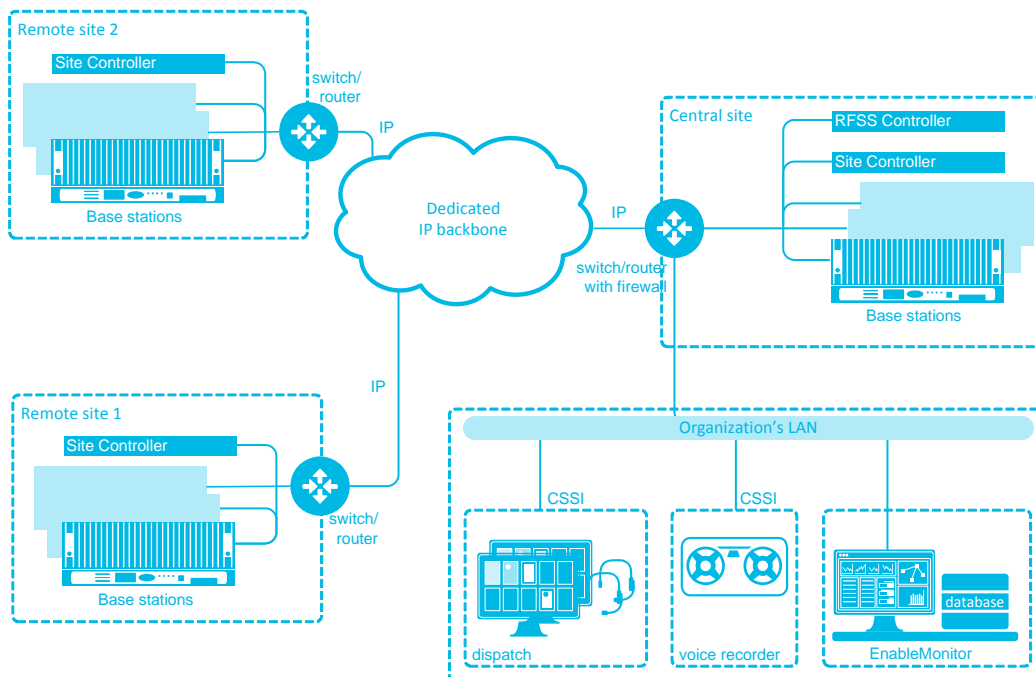 Remote site 2
Site Controller
switch/
router
IP
Base stations
Dedicated
IP backbone
Central site
RFSS Controller
Site Controller
IP
switch/router
with firewall
Base stations
IP
Remote site 1
Site Controller
switch/
router
Base stations
Organization's LAN
CSSI
CSSI
database
dispatch
voice recorder
EnableMonitor